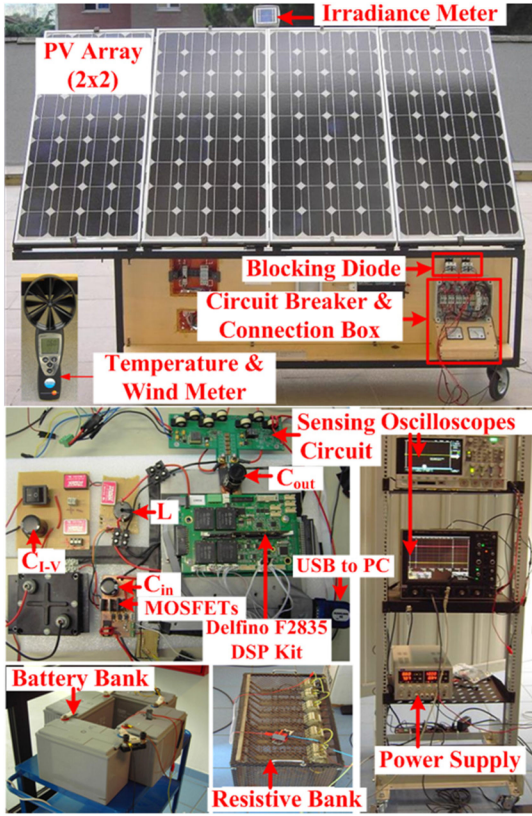 Irradiance Meter
PV Array
(2x2)
Blocking Diode
Circuit Breaker &
Connection Box
Temperature &
Wind Meter
Sensing Oscilloscopes
Circuit
Cout
L
CI-V
Cin
MOSFETs
USB to PC
Delfino F2835
DSP Kit
Battery Bank
Resistive Bank
Power Supply